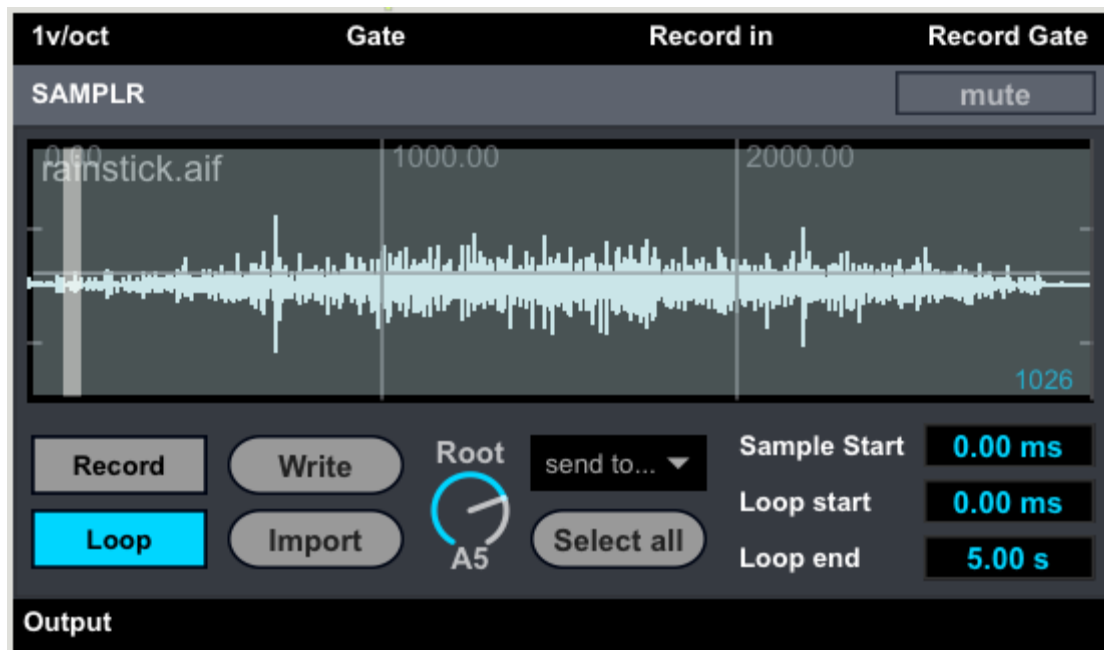 1v/oct Gate Record in Record Gate
SAMPLR mute
0.00 1000.00 2000.00
rainstick.aif
1026
Record Write Root send to... Sample Start 0.00 ms
Loop start 0.00 ms
Loop Import A5 Select all Loop end 5.00 s
Output